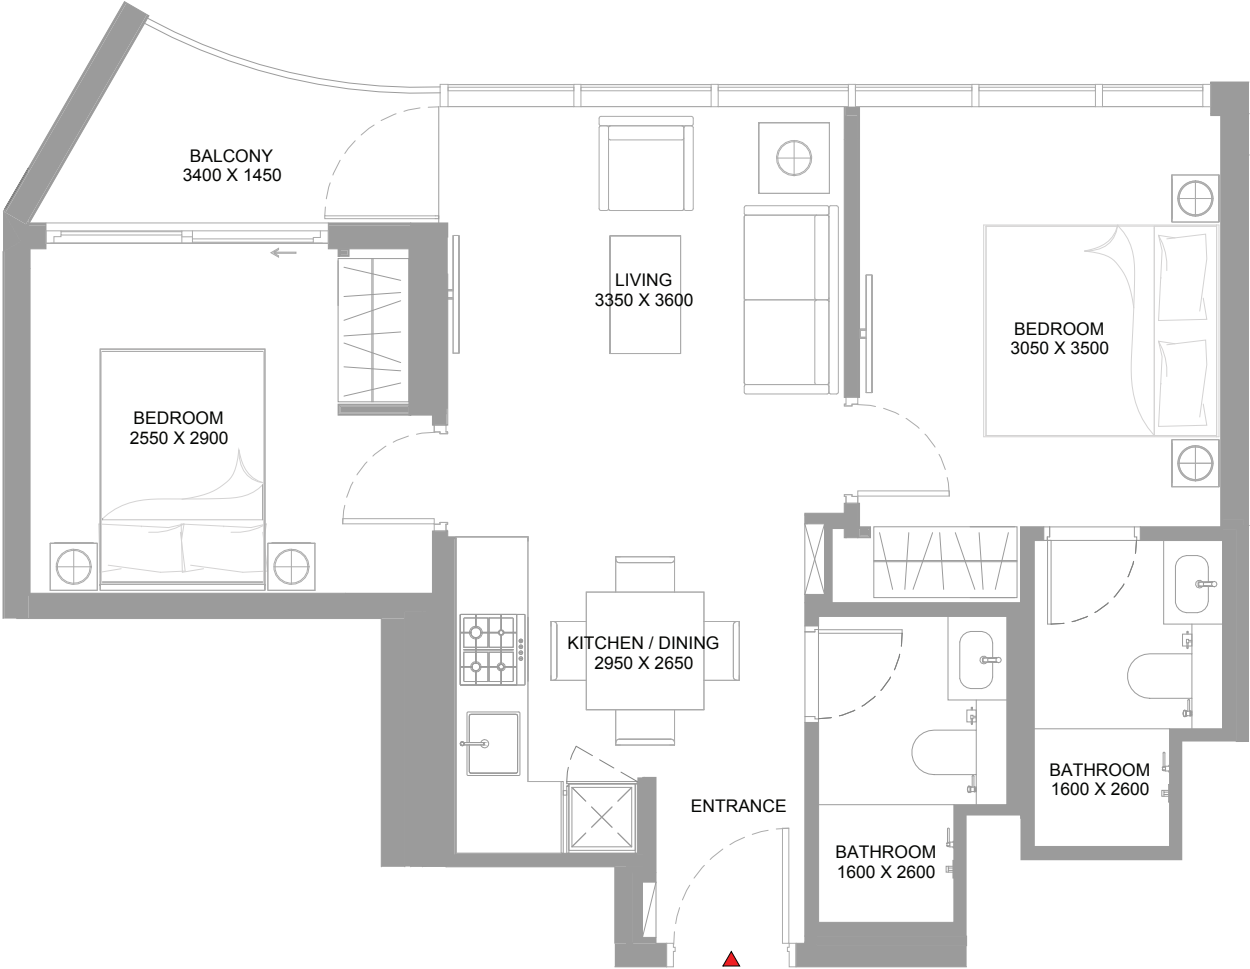 BALCONY
3400 X 1450
LIVING
3350 X 3600
BEDROOM
3050 X 3500
BEDROOM
2550 X 2900
KITCHEN / DINING
2950 X 2650
BATHROOM
1600 X 2600
ENTRANCE
BATHROOM
1600 X 2600